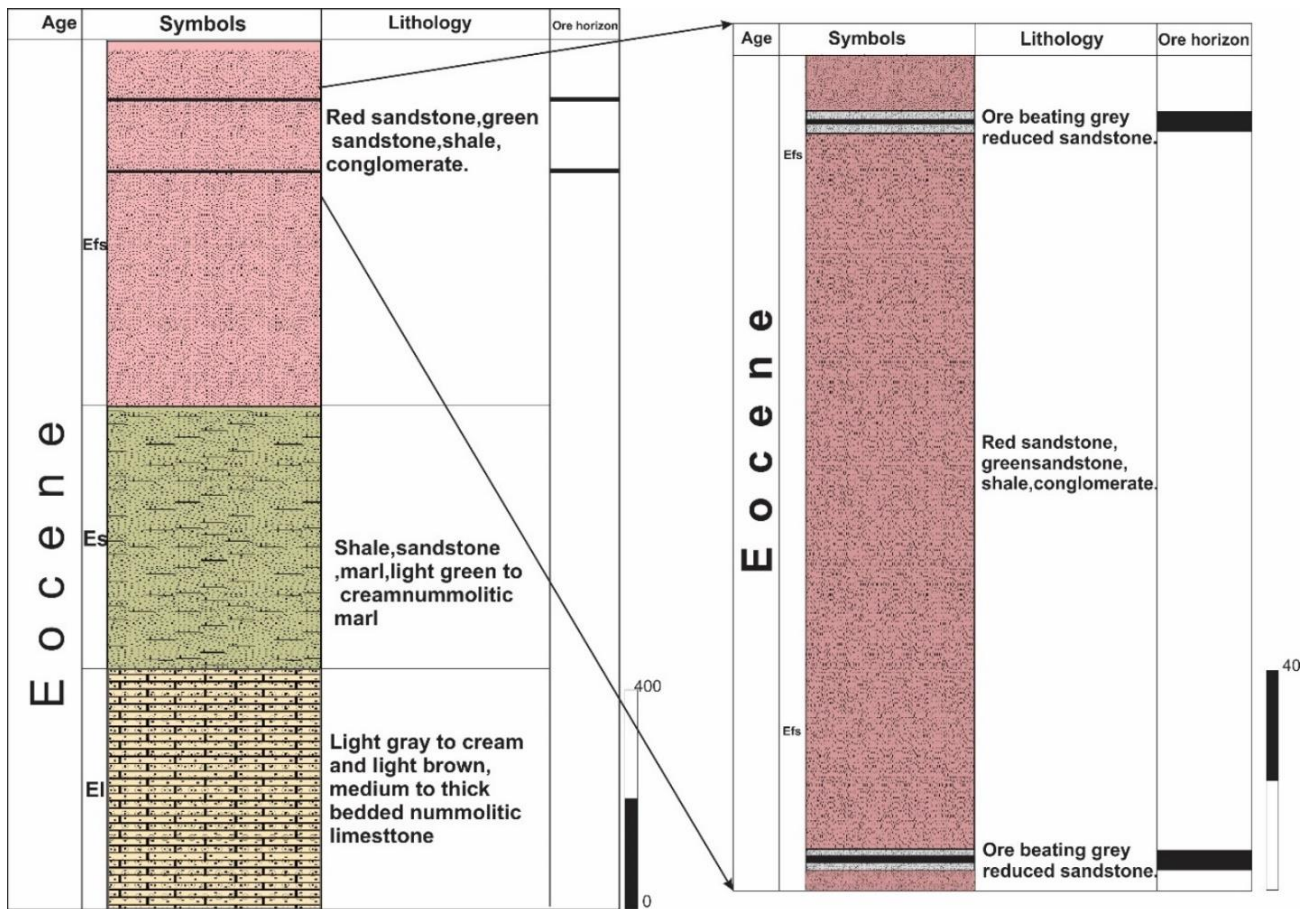 Age Symbols Lithology Ore horizon
Eocene
Efs
Red sandstone,green
sandstone,shale,
conglomerate.
Es
Shale,sandstone
,marl,light green to
creamnummolitic
marl
El
Light gray to cream
and light brown,
medium to thick
bedded nummolitic
limesttone
400
0
Age Symbols Lithology Ore horizon
Eocene
Ore beating grey
reduced sandstone.
Efs
Red sandstone,
greensandstone,
shale,conglomerate.
Efs
Ore beating grey
reduced sandstone.
40